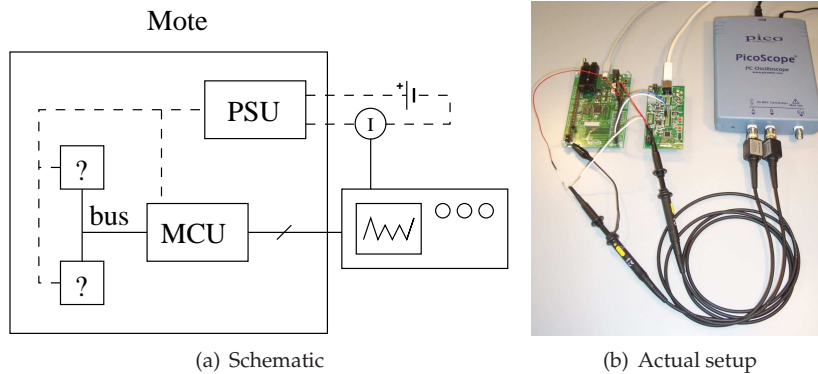 Mote
PSU
I
?
bus
MCU
?
(a) Schematic
pico
PicoScope
PC Oscilloscope
(b) Actual setup